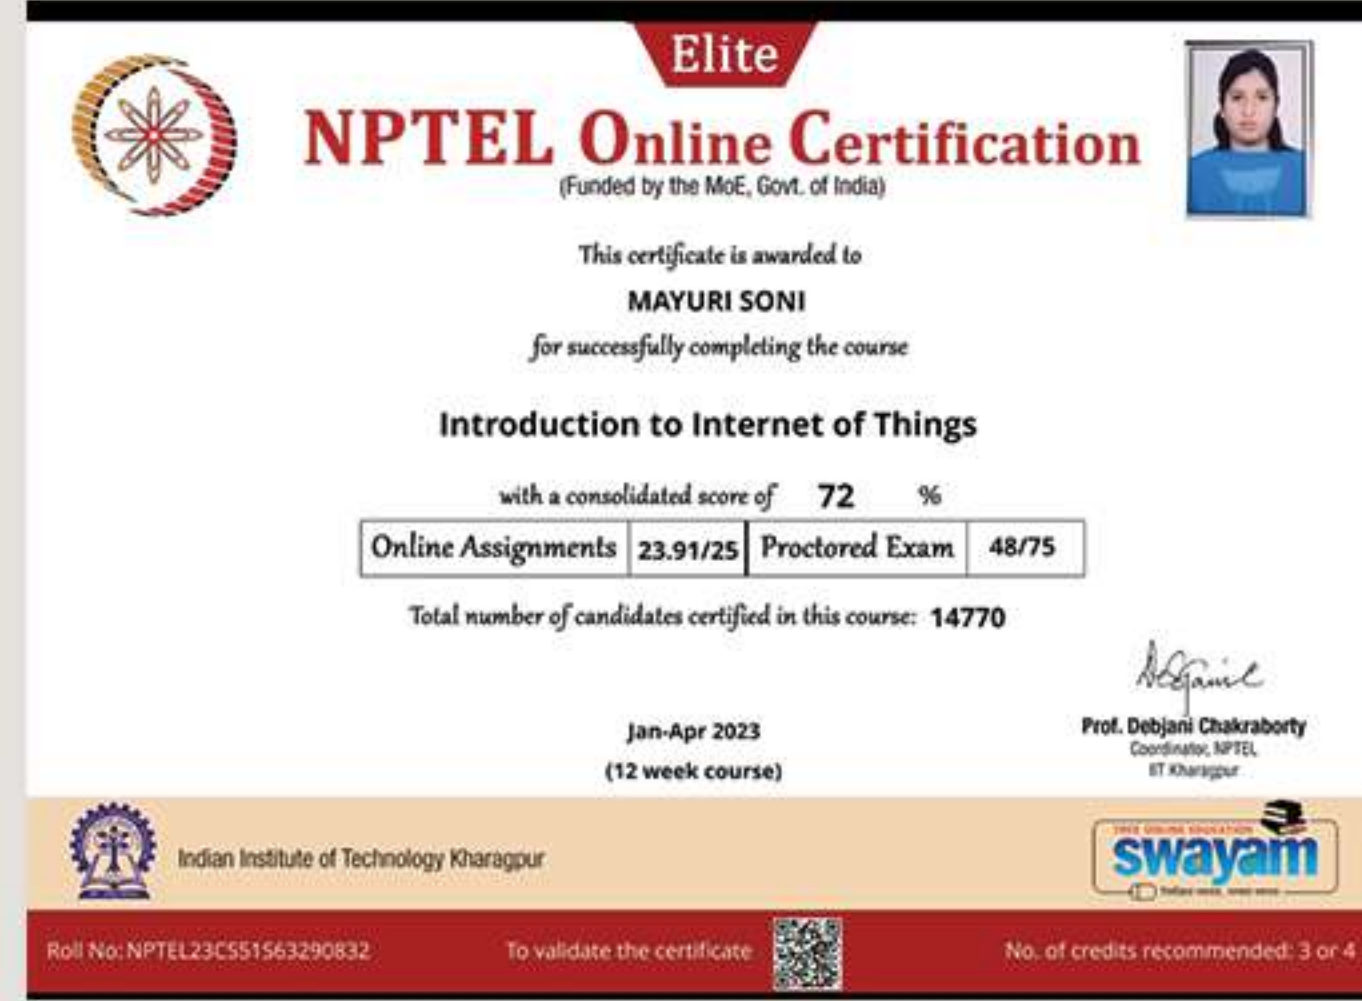 Elite
NPTEL Online Certification
(Funded by the MoE, Govt. of India)
This certificate is awarded to
MAYURI SONI
for successfully completing the course
Introduction to Internet of Things
with a consolidated score of 72 %
Online Assignments 23.91/25 Proctored Exam 48/75
Total number of candidates certified in this course: 14770
Jan-Apr 2023
(12 week course)
Prof. Debjani Chakraborty
Coordinator, NPTEL
IIT Kharagpur
Indian Institute of Technology Kharagpur
FREE ONLINE EDUCATION
swayam
Roll No: NPTEL23CS51S63290832
To validate the certificate
No. of credits recommended: 3 or 4